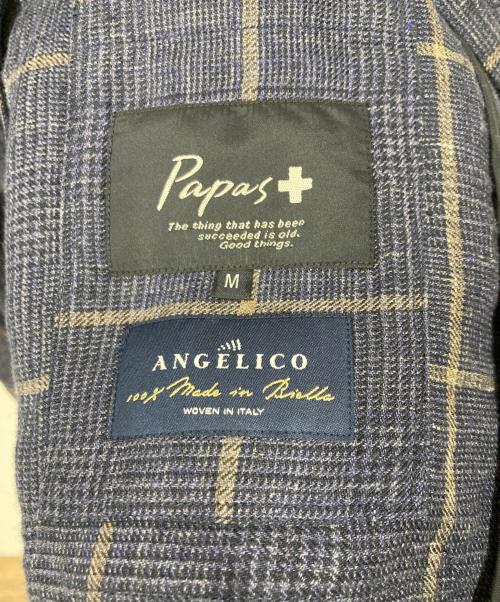 Papas+
The thing that has been
succeeded is old.
Good things.
M
ANGELICO
100% Made in Biella
WOVEN IN ITALY